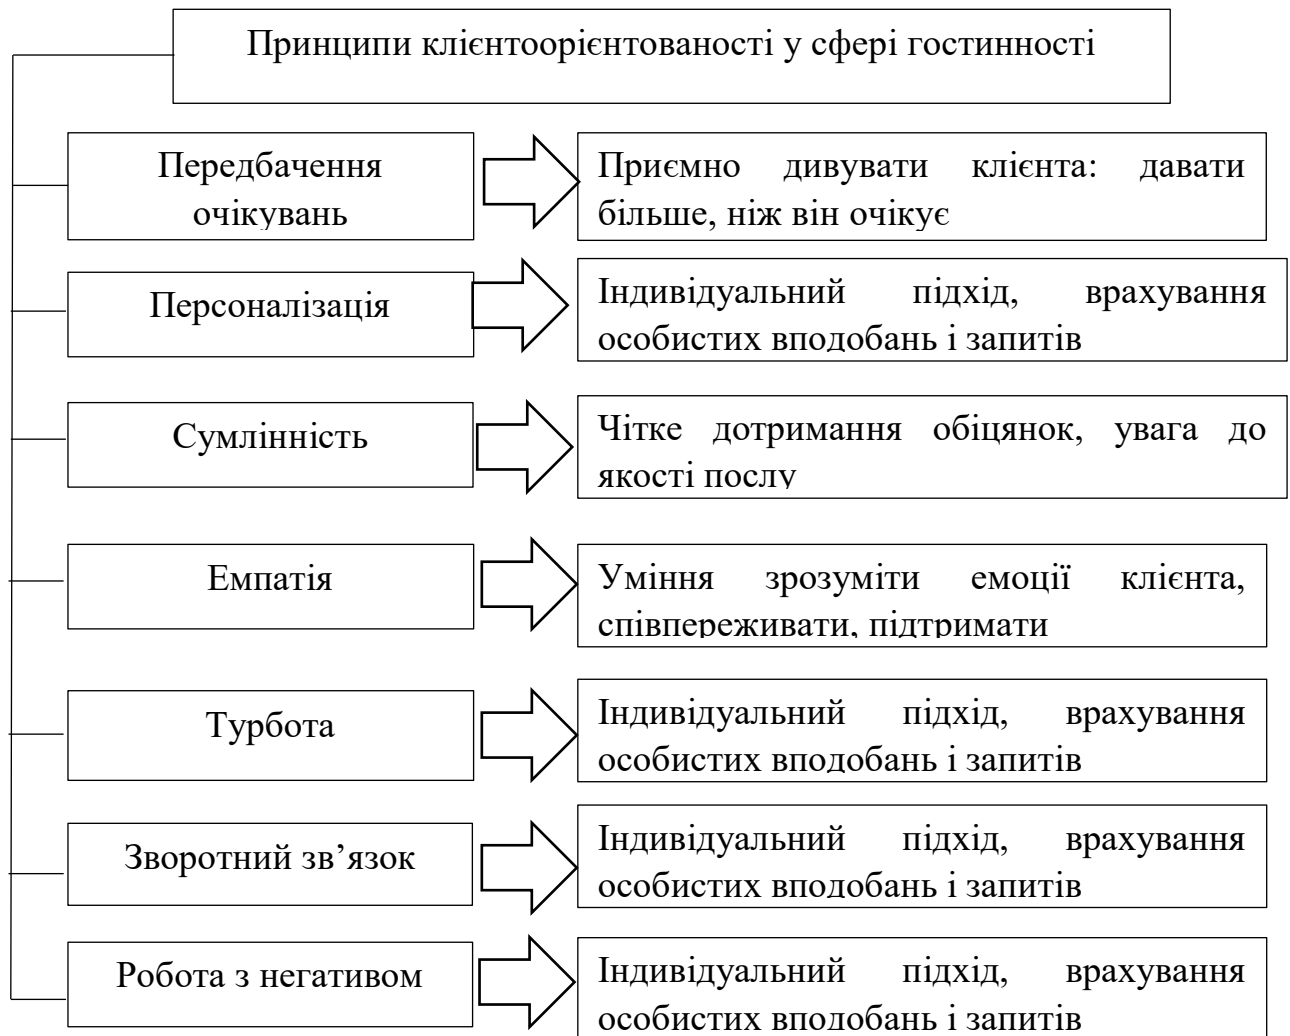 Принципи клієнтоорієнтованості у сфері гостинності
Передбачення
очікувань
Приємно дивувати клієнта: давати
більше, ніж він очікує
Персоналізація
Індивідуальний підхід, врахування
особистих вподобань і запитів
Сумлінність
Чітке дотримання обіцянок, увага до
якості послу
Емпатія
Уміння зрозуміти емоції клієнта,
співпереживати, підтримати
Турбота
Індивідуальний підхід, врахування
особистих вподобань і запитів
Зворотний зв’язок
Індивідуальний підхід, врахування
особистих вподобань і запитів
Робота з негативом
Індивідуальний підхід, врахування
особистих вподобань і запитів